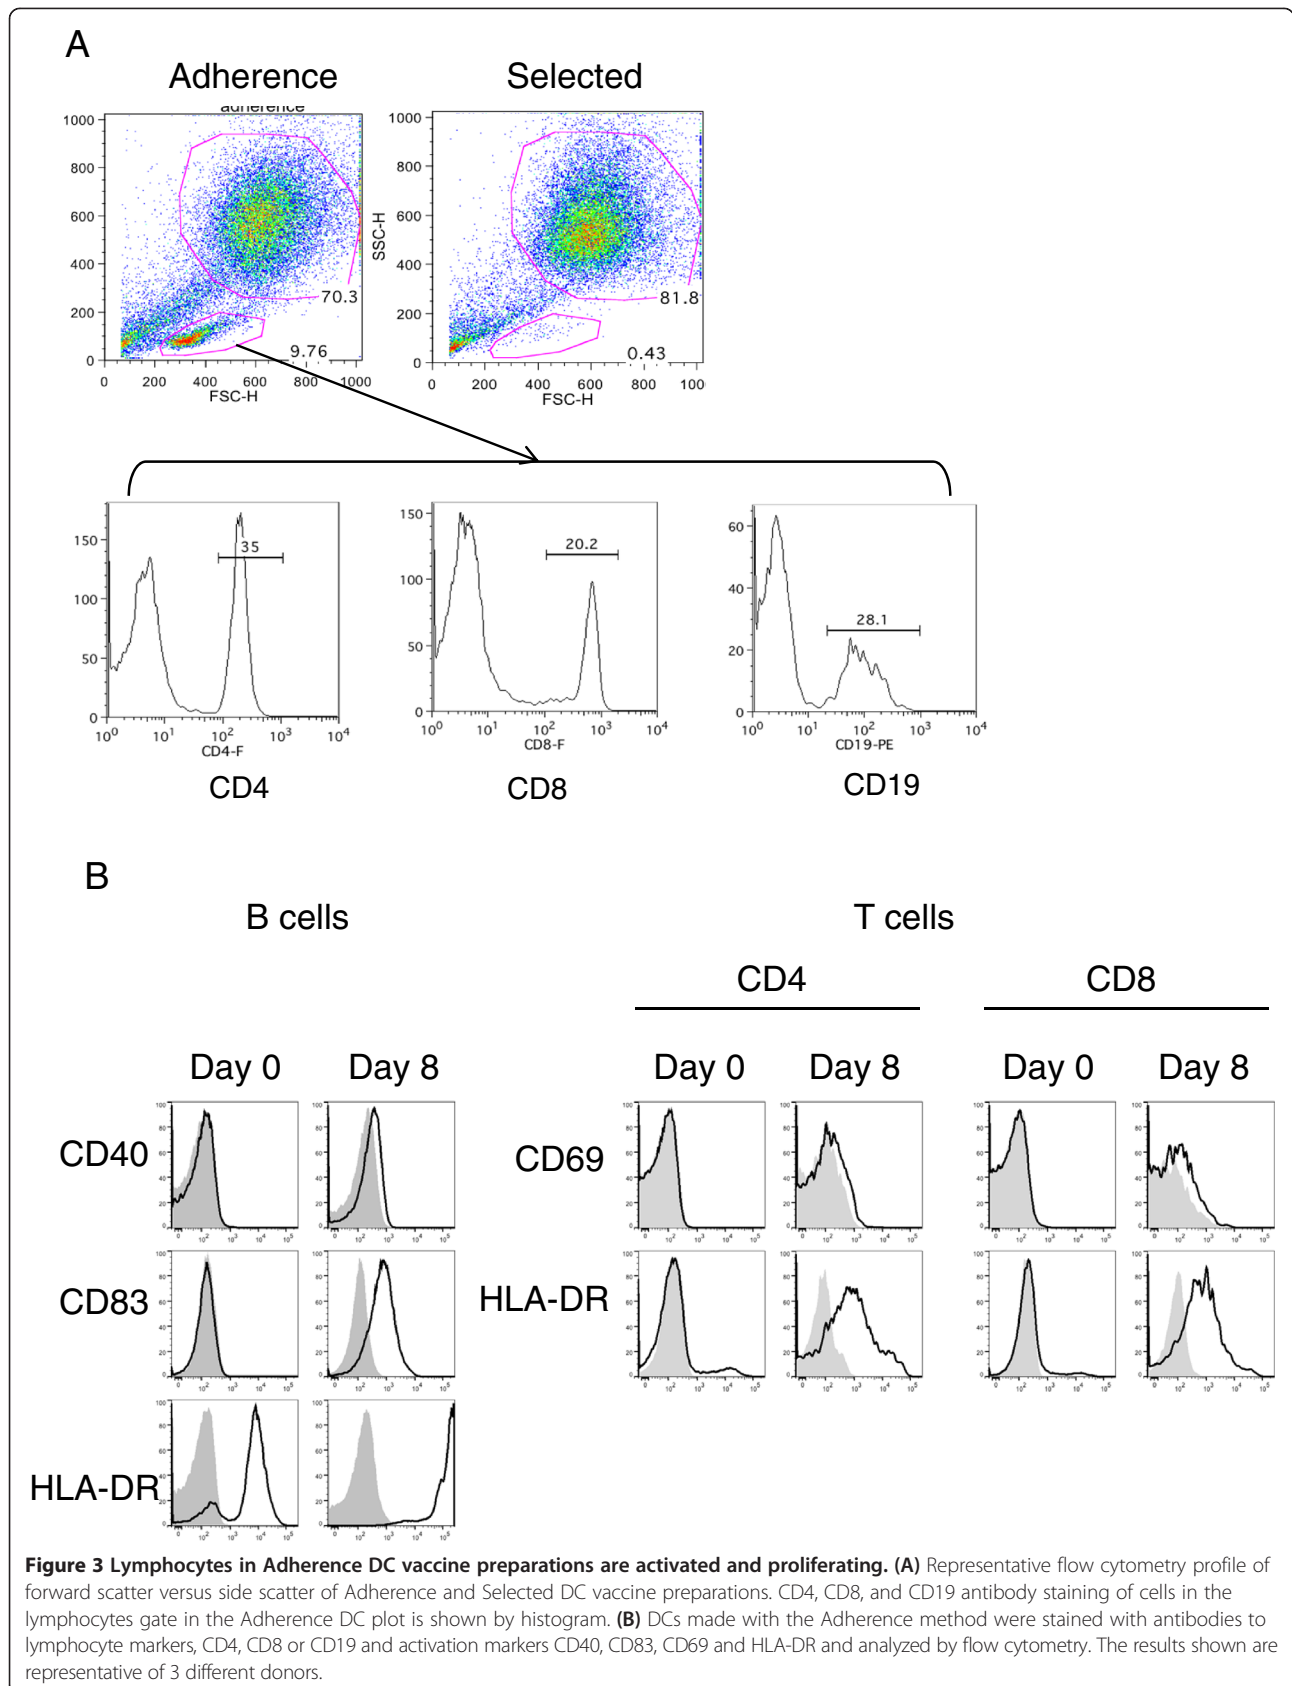 A
Adherence Selected
adherence
1000
800
600
400
200
0
0 200 400 600 800 1000
FSC-H
70.3
9.76
SSC-H
1000
800
600
400
200
0
0 200 400 600 800 100
FSC-H
81.8
0.43
150
100
50
0
35
10^0 10^1 10^2 10^3 10^4
CD4-F
CD4
150
100
50
0
20.2
10^0 10^1 10^2 10^3 10^4
CD8-F
CD8
60
40
20
0
28.1
10^0 10^1 10^2 10^3 10^4
CD19-PE
CD19
B
B cells T cells
CD4 CD8
Day 0 Day 8 Day 0 Day 8 Day 0 Day 8
CD40
CD83
HLA-DR
CD69
HLA-DR
Figure 3 Lymphocytes in Adherence DC vaccine preparations are activated and proliferating. (A) Representative flow cytometry profile of
forward scatter versus side scatter of Adherence and Selected DC vaccine preparations. CD4, CD8, and CD19 antibody staining of cells in the
lymphocytes gate in the Adherence DC plot is shown by histogram. (B) DCs made with the Adherence method were stained with antibodies to
lymphocyte markers, CD4, CD8 or CD19 and activation markers CD40, CD83, CD69 and HLA-DR and analyzed by flow cytometry. The results shown are
representative of 3 different donors.